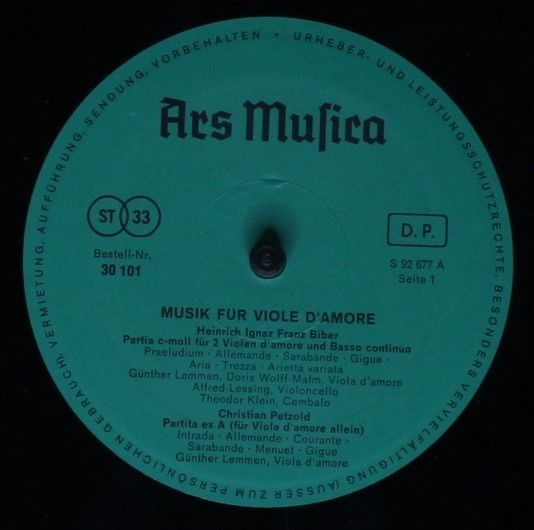 URHEBER- UND LEISTUNGSSCHUTZRECHTE, BESONDERS VERVIELFÄLTIGUNG (AUSSER ZUM PERSÖNLICHEN GEBRAUCH), VERMIETUNG, AUFFÜHRUNG, SENDUNG, VORBEHALTEN •
Ars Muſica
ST 33
D. P.
Bestell-Nr.
30 101
S 92 677 A
Seite 1
MUSIK FÜR VIOLE D'AMORE
Heinrich Ignaz Franz Biber
Partia c-moll für 2 Violen d'amore und Basso continuo
Praeludium · Allemande · Sarabande · Gigue ·
Aria · Trezza · Arietta variata
Günther Lemmen, Doris Wolff-Malm, Viola d'amore
Alfred-Lessing, Violoncello
Theodor Klein, Cembalo
Christian Petzold
Partita ex A (für Viola d'amore allein)
Intrada · Allemande · Courante ·
Sarabande · Menuet · Gigue
Günther Lemmen, Viola d'amore